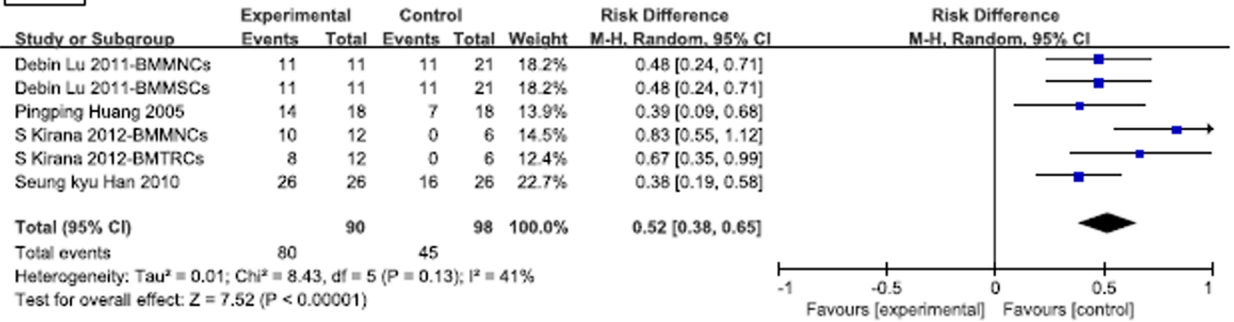 Experimental Control Risk Difference Risk Difference
Study or Subgroup Events Total Events Total Weight M-H, Random, 95% CI M-H, Random, 95% CI
Debin Lu 2011-BMMNCs 11 11 11 21 18.2% 0.48 [0.24, 0.71]
Debin Lu 2011-BMMSCs 11 11 11 21 18.2% 0.48 [0.24, 0.71]
Pingping Huang 2005 14 18 7 18 13.9% 0.39 [0.09, 0.68]
S Kirana 2012-BMMNCs 10 12 0 6 14.5% 0.83 [0.55, 1.12]
S Kirana 2012-BMTRCs 8 12 0 6 12.4% 0.67 [0.35, 0.99]
Seung kyu Han 2010 26 26 16 26 22.7% 0.38 [0.19, 0.58]
Total (95% CI) 90 98 100.0% 0.52 [0.38, 0.65]
Total events 80 45
Heterogeneity: Tau² = 0.01; Chi² = 8.43, df = 5 (P = 0.13); I² = 41%
Test for overall effect: Z = 7.52 (P < 0.00001)
-1 -0.5 0 0.5 1
Favours [experimental] Favours [control]